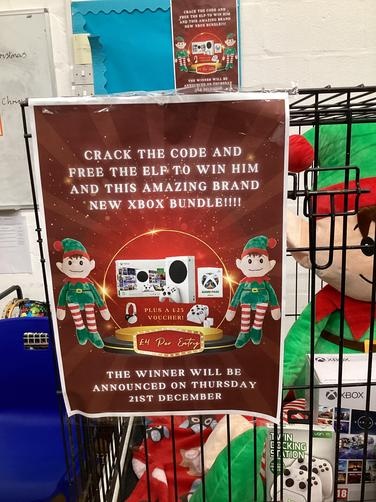 CRACK THE CODE AND
FREE THE ELF TO WIN HIM
AND THIS AMAZING BRAND
NEW XBOX BUNDLE!!!!
THE WINNER WILL BE
ANNOUNCED ON THURSDAY
21ST DECEMBER
CRACK THE CODE AND
FREE THE ELF TO WIN HIM
AND THIS AMAZING BRAND
NEW XBOX BUNDLE!!!!
PLUS A £25
VOUCHER!
£4 Per Entry
THE WINNER WILL BE
ANNOUNCED ON THURSDAY
21ST DECEMBER
XBOX
TWIN
DOCKING
STATION
18